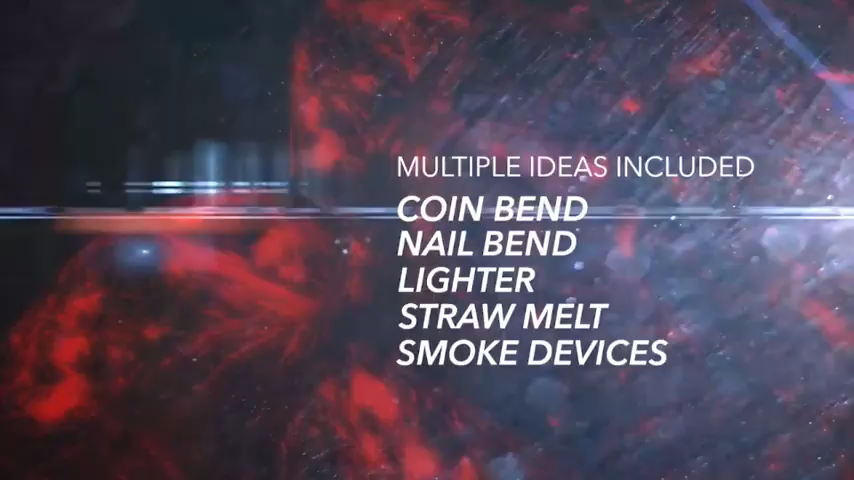 MULTIPLE IDEAS INCLUDED
COIN BEND
NAIL BEND
LIGHTER
STRAW MELT
SMOKE DEVICES